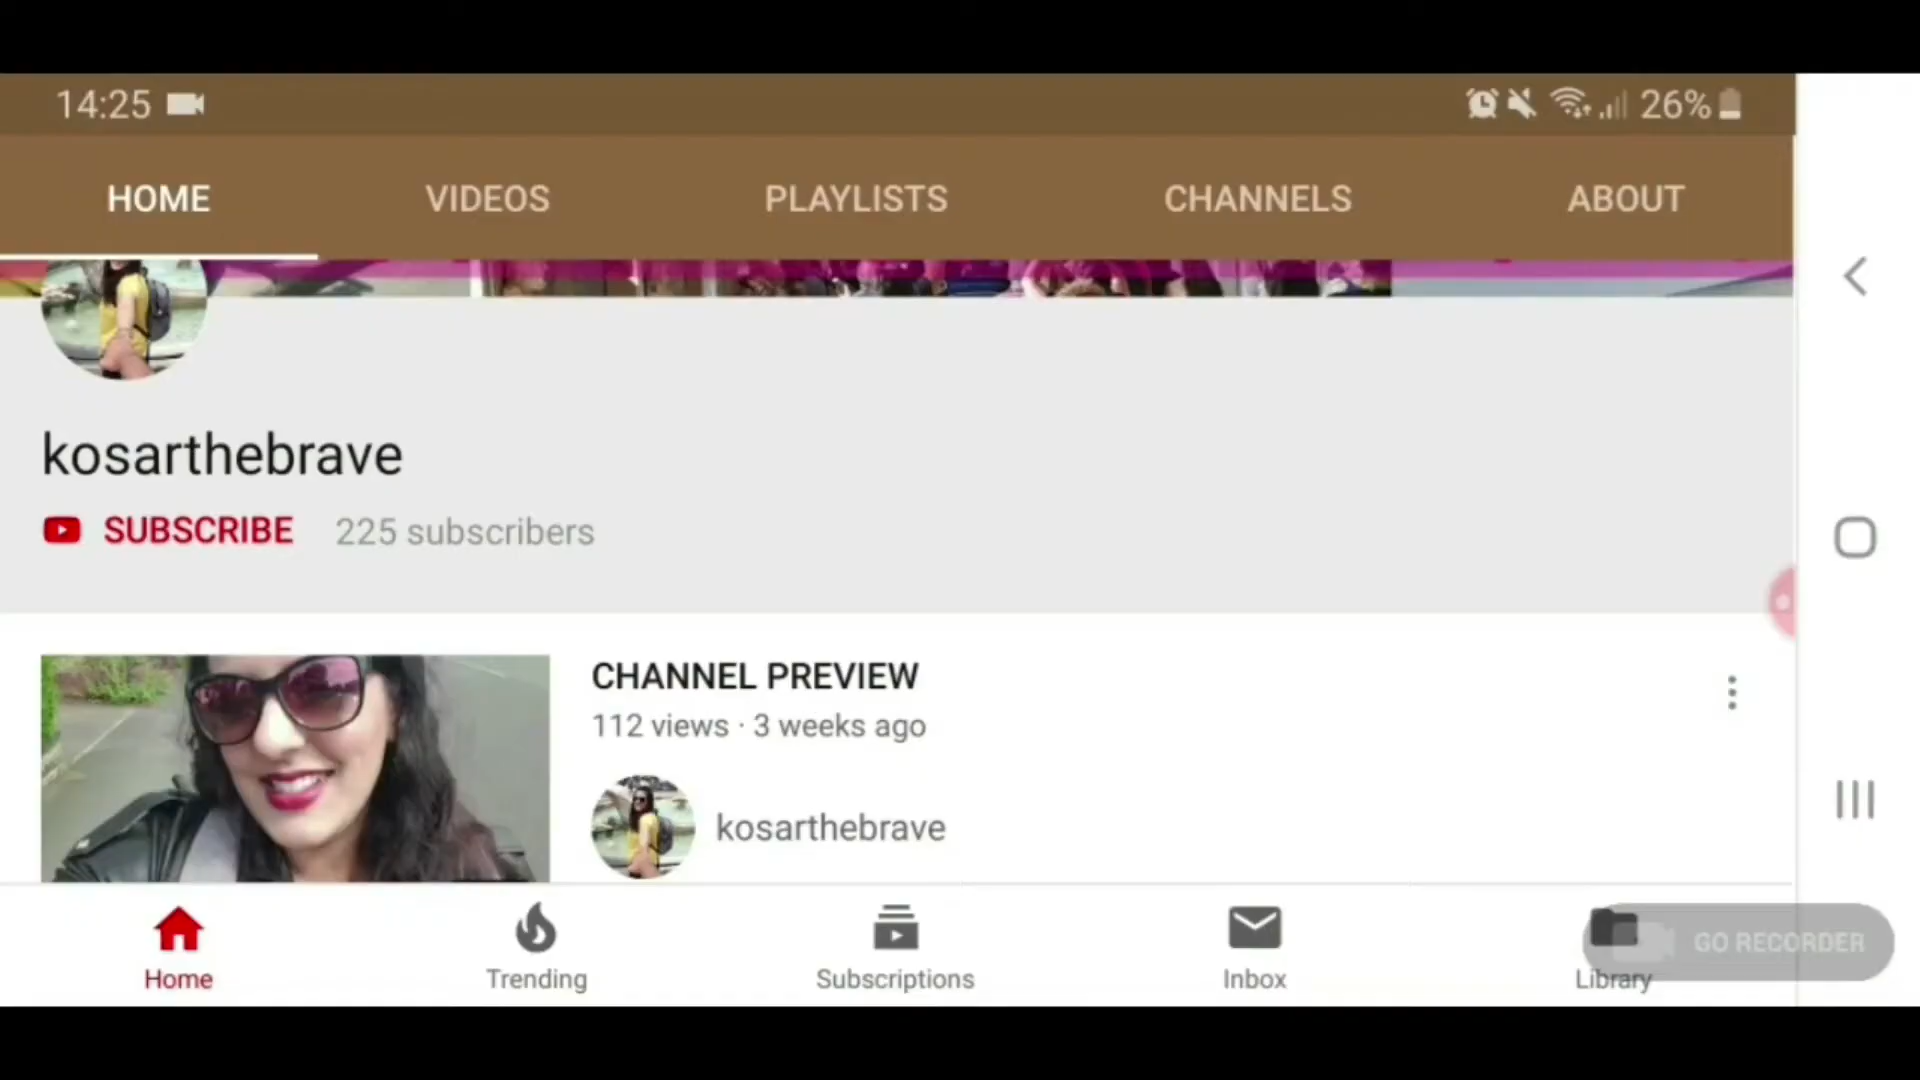 14:25 26%
HOME VIDEOS PLAYLISTS CHANNELS ABOUT
kosarthebrave
SUBSCRIBE 225 subscribers
CHANNEL PREVIEW
112 views · 3 weeks ago
kosarthebrave
GO RECORDER
Home Trending Subscriptions Inbox Library